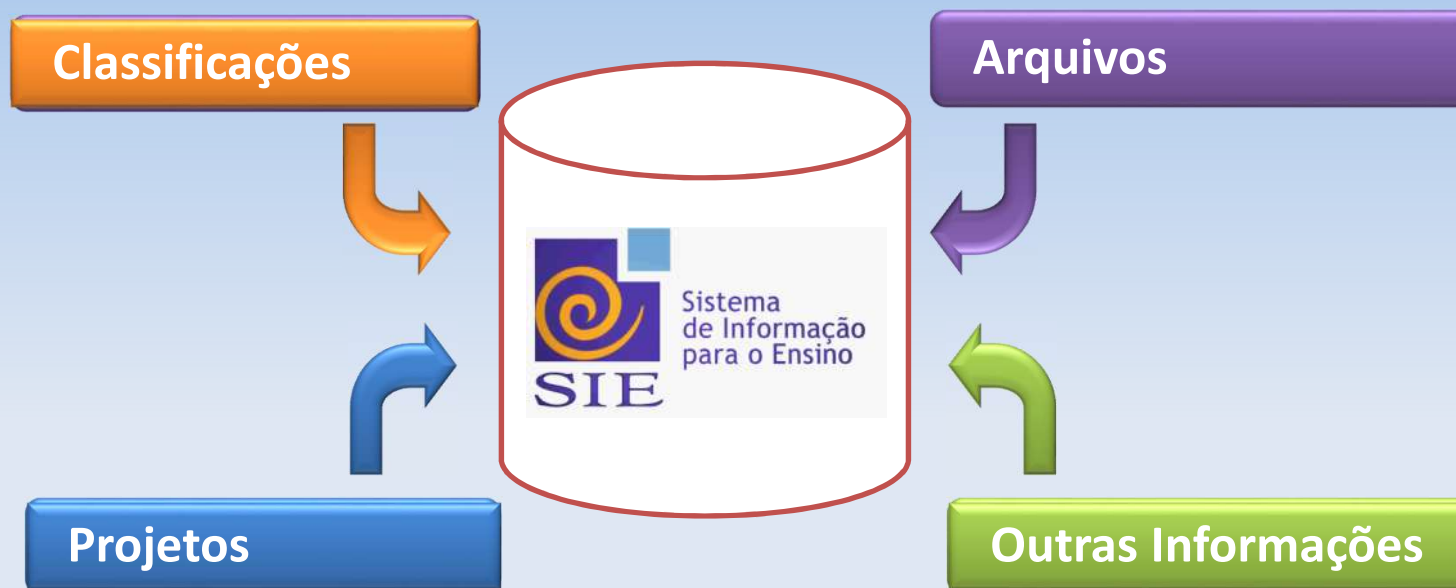 Classificações
Arquivos
Sistema
de Informação
para o Ensino
SIE
Projetos
Outras Informações